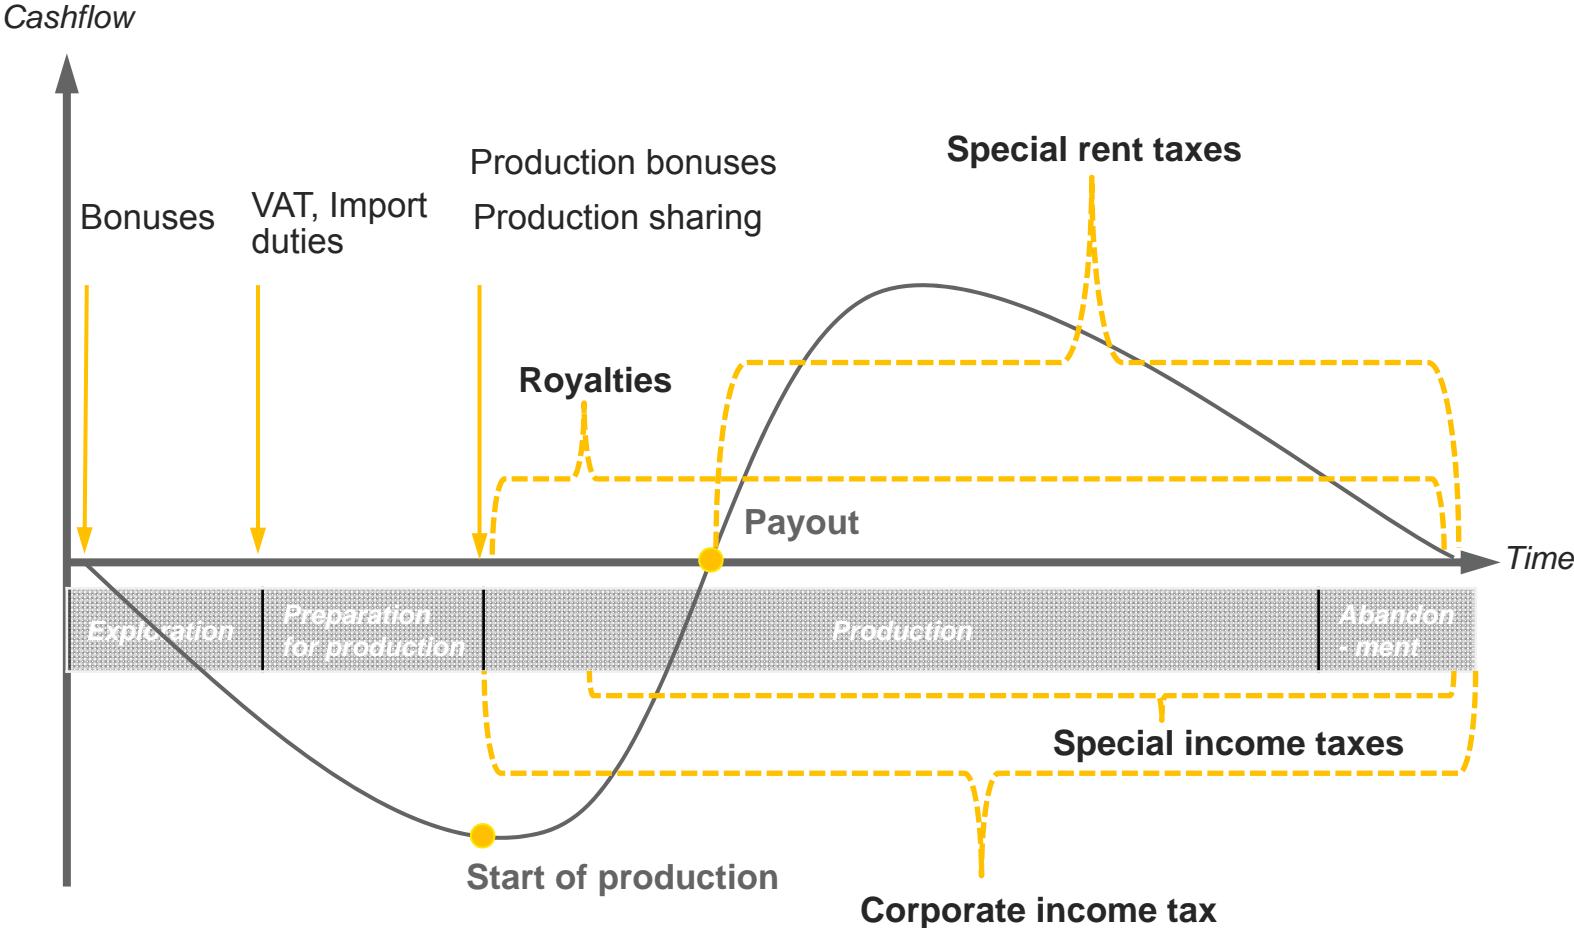 Cashflow
Production bonuses
Special rent taxes
Bonuses
VAT, Import
duties
Production sharing
Royalties
Payout
Time
Exploration
Preparation
for production
Production
Abandon
- ment
Special income taxes
Start of production
Corporate income tax